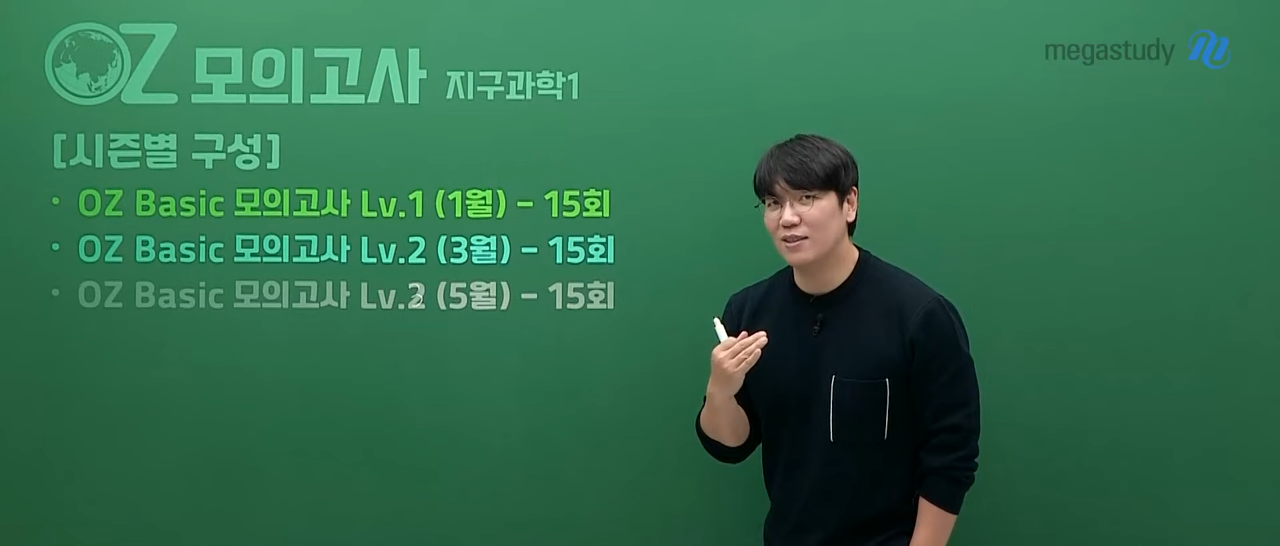 OZ 모의고사 지구과학1
megastudy
[시즌별 구성]
• OZ Basic 모의고사 Lv.1 (1월) - 15회
• OZ Basic 모의고사 Lv.2 (3월) - 15회
• OZ Basic 모의고사 Lv. (5월) - 15회